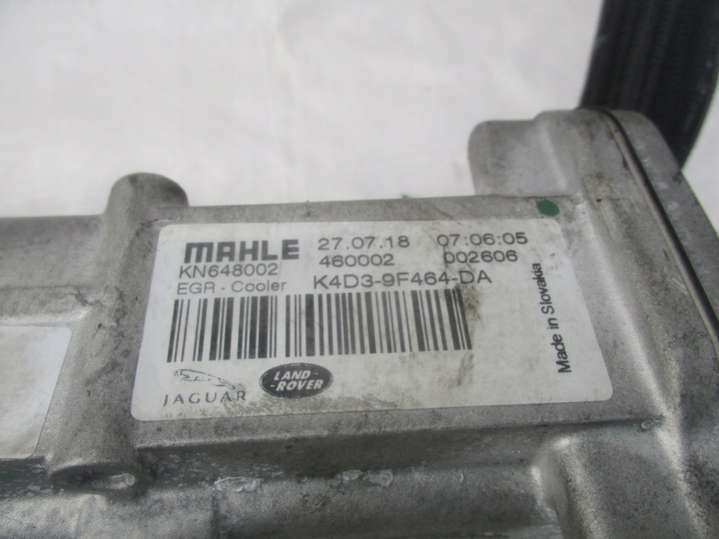 MAHLE 27.07.18 07:06:05
KN648002 460002 002606
EGR - Cooler K4D3-9F464-DA
Made in Slovakia
JAGUAR
LAND-
-ROVER